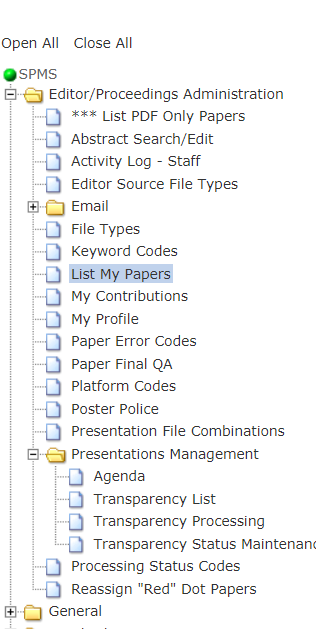 Open All Close All
SPMS
Editor/Proceedings Administration
*** List PDF Only Papers
Abstract Search/Edit
Activity Log - Staff
Editor Source File Types
Email
File Types
Keyword Codes
List My Papers
My Contributions
My Profile
Paper Error Codes
Paper Final QA
Platform Codes
Poster Police
Presentation File Combinations
Presentations Management
Agenda
Transparency List
Transparency Processing
Transparency Status Maintenanc
Processing Status Codes
Reassign "Red" Dot Papers
General